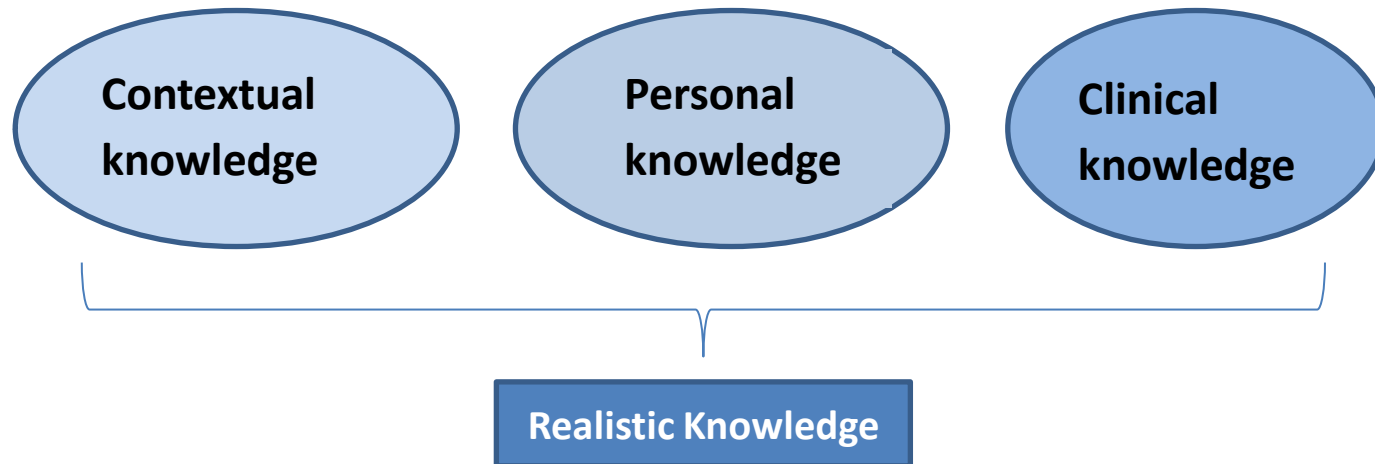 Contextual
knowledge
Personal
knowledge
Clinical
knowledge
Realistic Knowledge